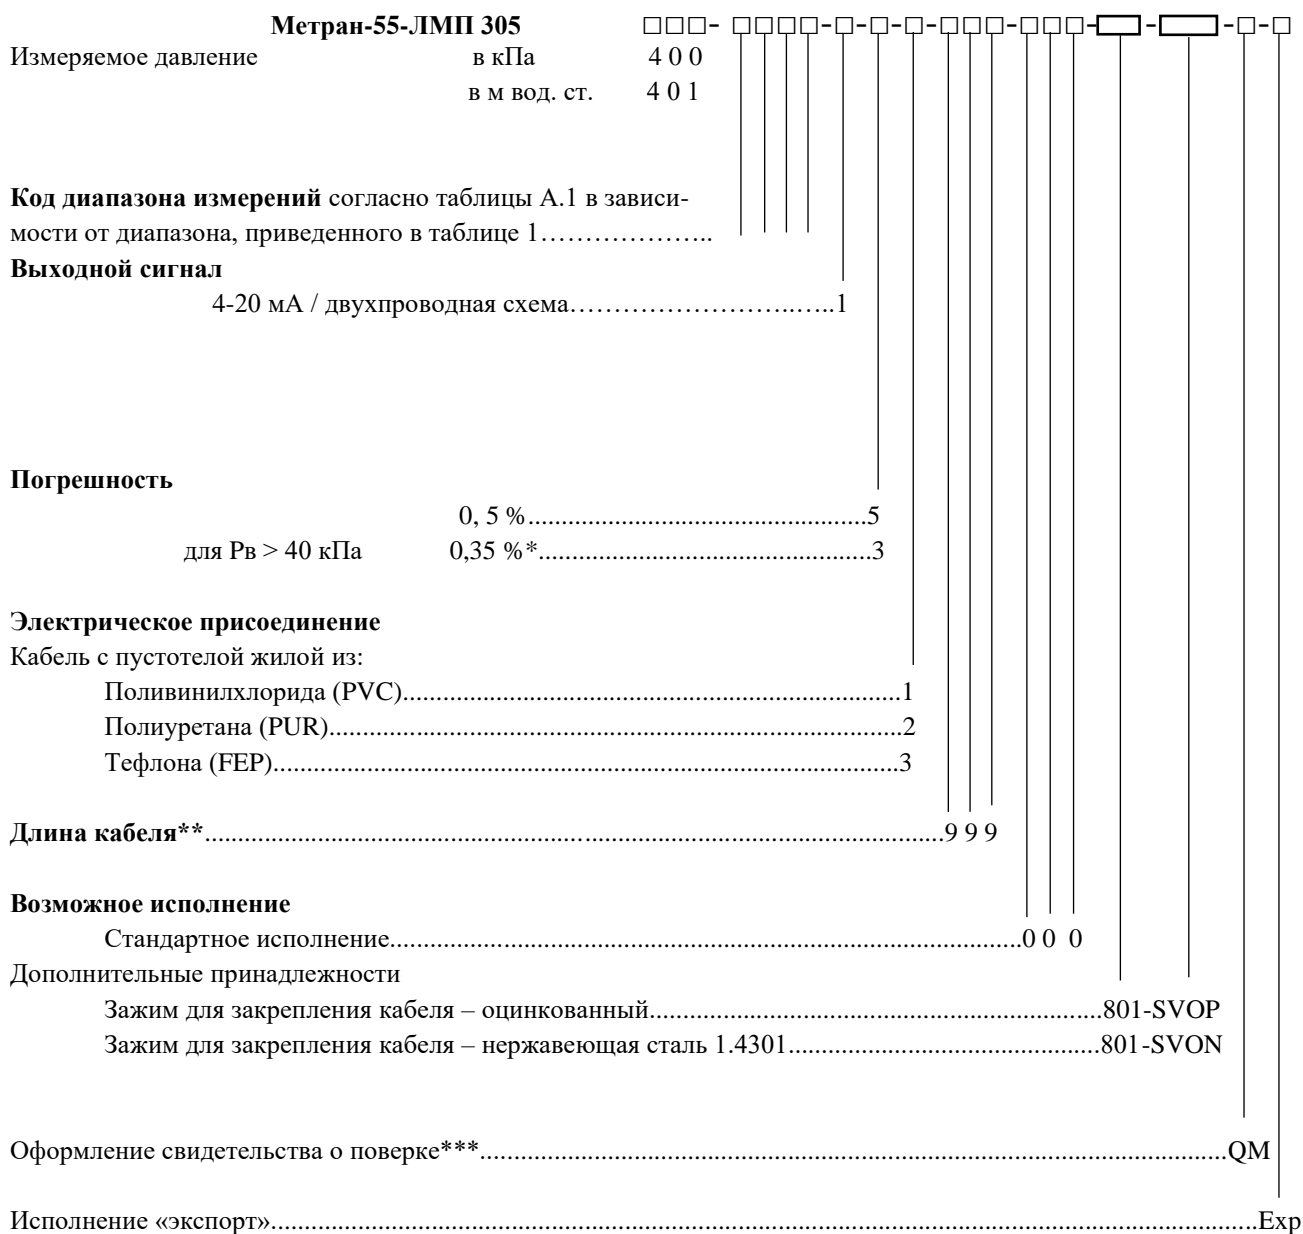 Метран-55-ЛМП 305 □□□- □□□□-□-□-□-□□□-□□□-▭-▭-□-□
Измеряемое давление в кПа 4 0 0
в м вод. ст. 4 0 1
Код диапазона измерений согласно таблицы А.1 в зависи-
мости от диапазона, приведенного в таблице 1…………………..
Выходной сигнал
4-20 мА / двухпроводная схема……………………..…..1
Погрешность
0, 5 %...................................................5
для Рв > 40 кПа 0,35 %*..................................................3
Электрическое присоединение
Кабель с пустотелой жилой из:
Поливинилхлорида (PVC)...........................................................................1
Полиуретана (PUR)......................................................................................2
Тефлона (FEP)..............................................................................................3
Длина кабеля**...............................................................................................................9 9 9
Возможное исполнение
Стандартное исполнение...............................................................................................0 0 0
Дополнительные принадлежности
Зажим для закрепления кабеля – оцинкованный....................................................................801-SVOP
Зажим для закрепления кабеля – нержавеющая сталь 1.4301...............................................801-SVON
Оформление свидетельства о поверке***................................................................................................................QM
Исполнение «экспорт»....................................................................................................................................................Exp